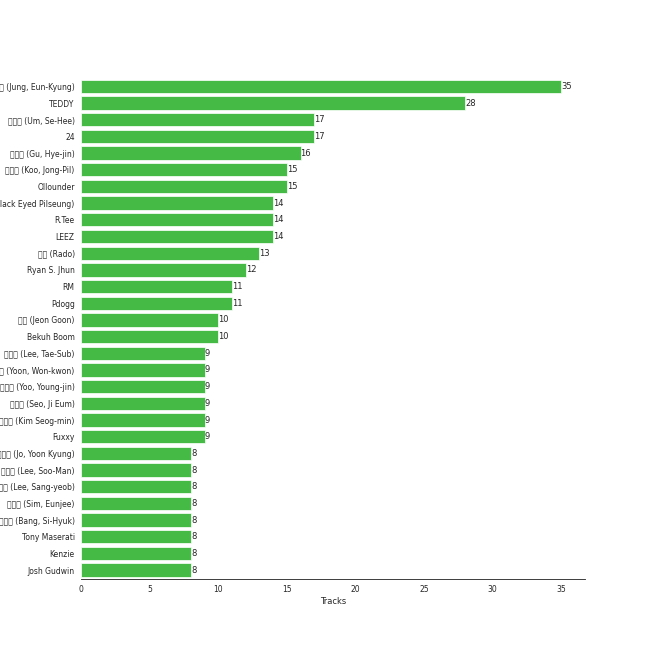 (Jung, Eun-Kyung) 35
TEDDY 28
(Um, Se-Hee) 17
24 17
(Gu, Hye-jin) 16
(Koo, Jong-Pil) 15
Ollounder 15
lack Eyed Pilseung) 14
R.Tee 14
LEEZ 14
(Rado) 13
Ryan S. Jhun 12
RM 11
Pdogg 11
(Jeon Goon) 10
Bekuh Boom 10
(Lee, Tae-Sub) 9
(Yoon, Won-kwon) 9
(Yoo, Young-jin) 9
(Seo, Ji Eum) 9
(Kim Seog-min) 9
Fuxxy 9
(Jo, Yoon Kyung) 8
(Lee, Soo-Man) 8
(Lee, Sang-yeob) 8
(Sim, Eunjee) 8
(Bang, Si-Hyuk) 8
Tony Maserati 8
Kenzie 8
Josh Gudwin 8
0 5 10 15 20 25 30 35
Tracks